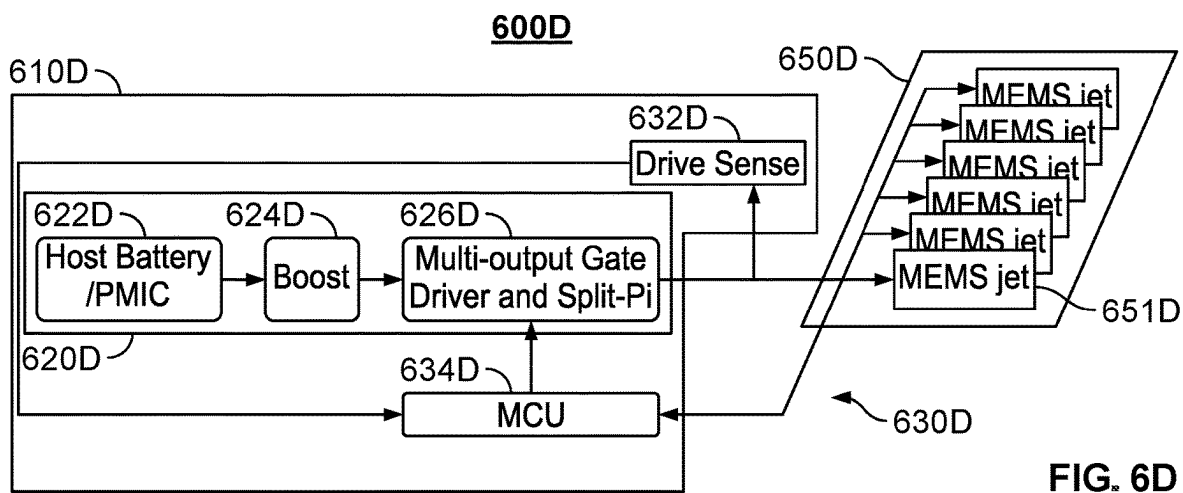 600D
610D
650D
MEMS jet
632D
MEMS jet
Drive Sense
MEMS jet
622D
624D
626D
MEMS jet
Host Battery
/PMIC
Boost
Multi-output Gate
Driver and Split-Pi
MEMS jet
MEMS jet
651D
620D
634D
MCU
630D
FIG. 6D